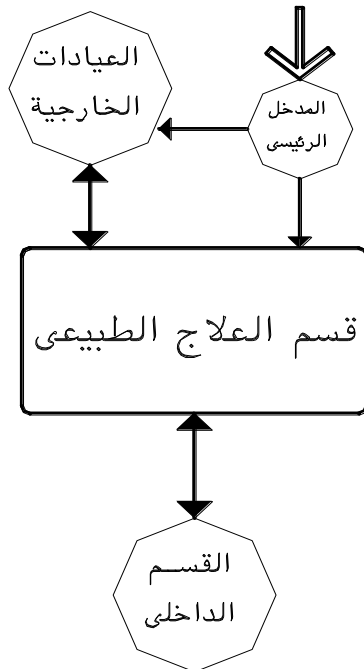 المدخل
الرئيسى
العيادات
الخارجية
قسم العلاج الطبيعى
القسم
الداخلى